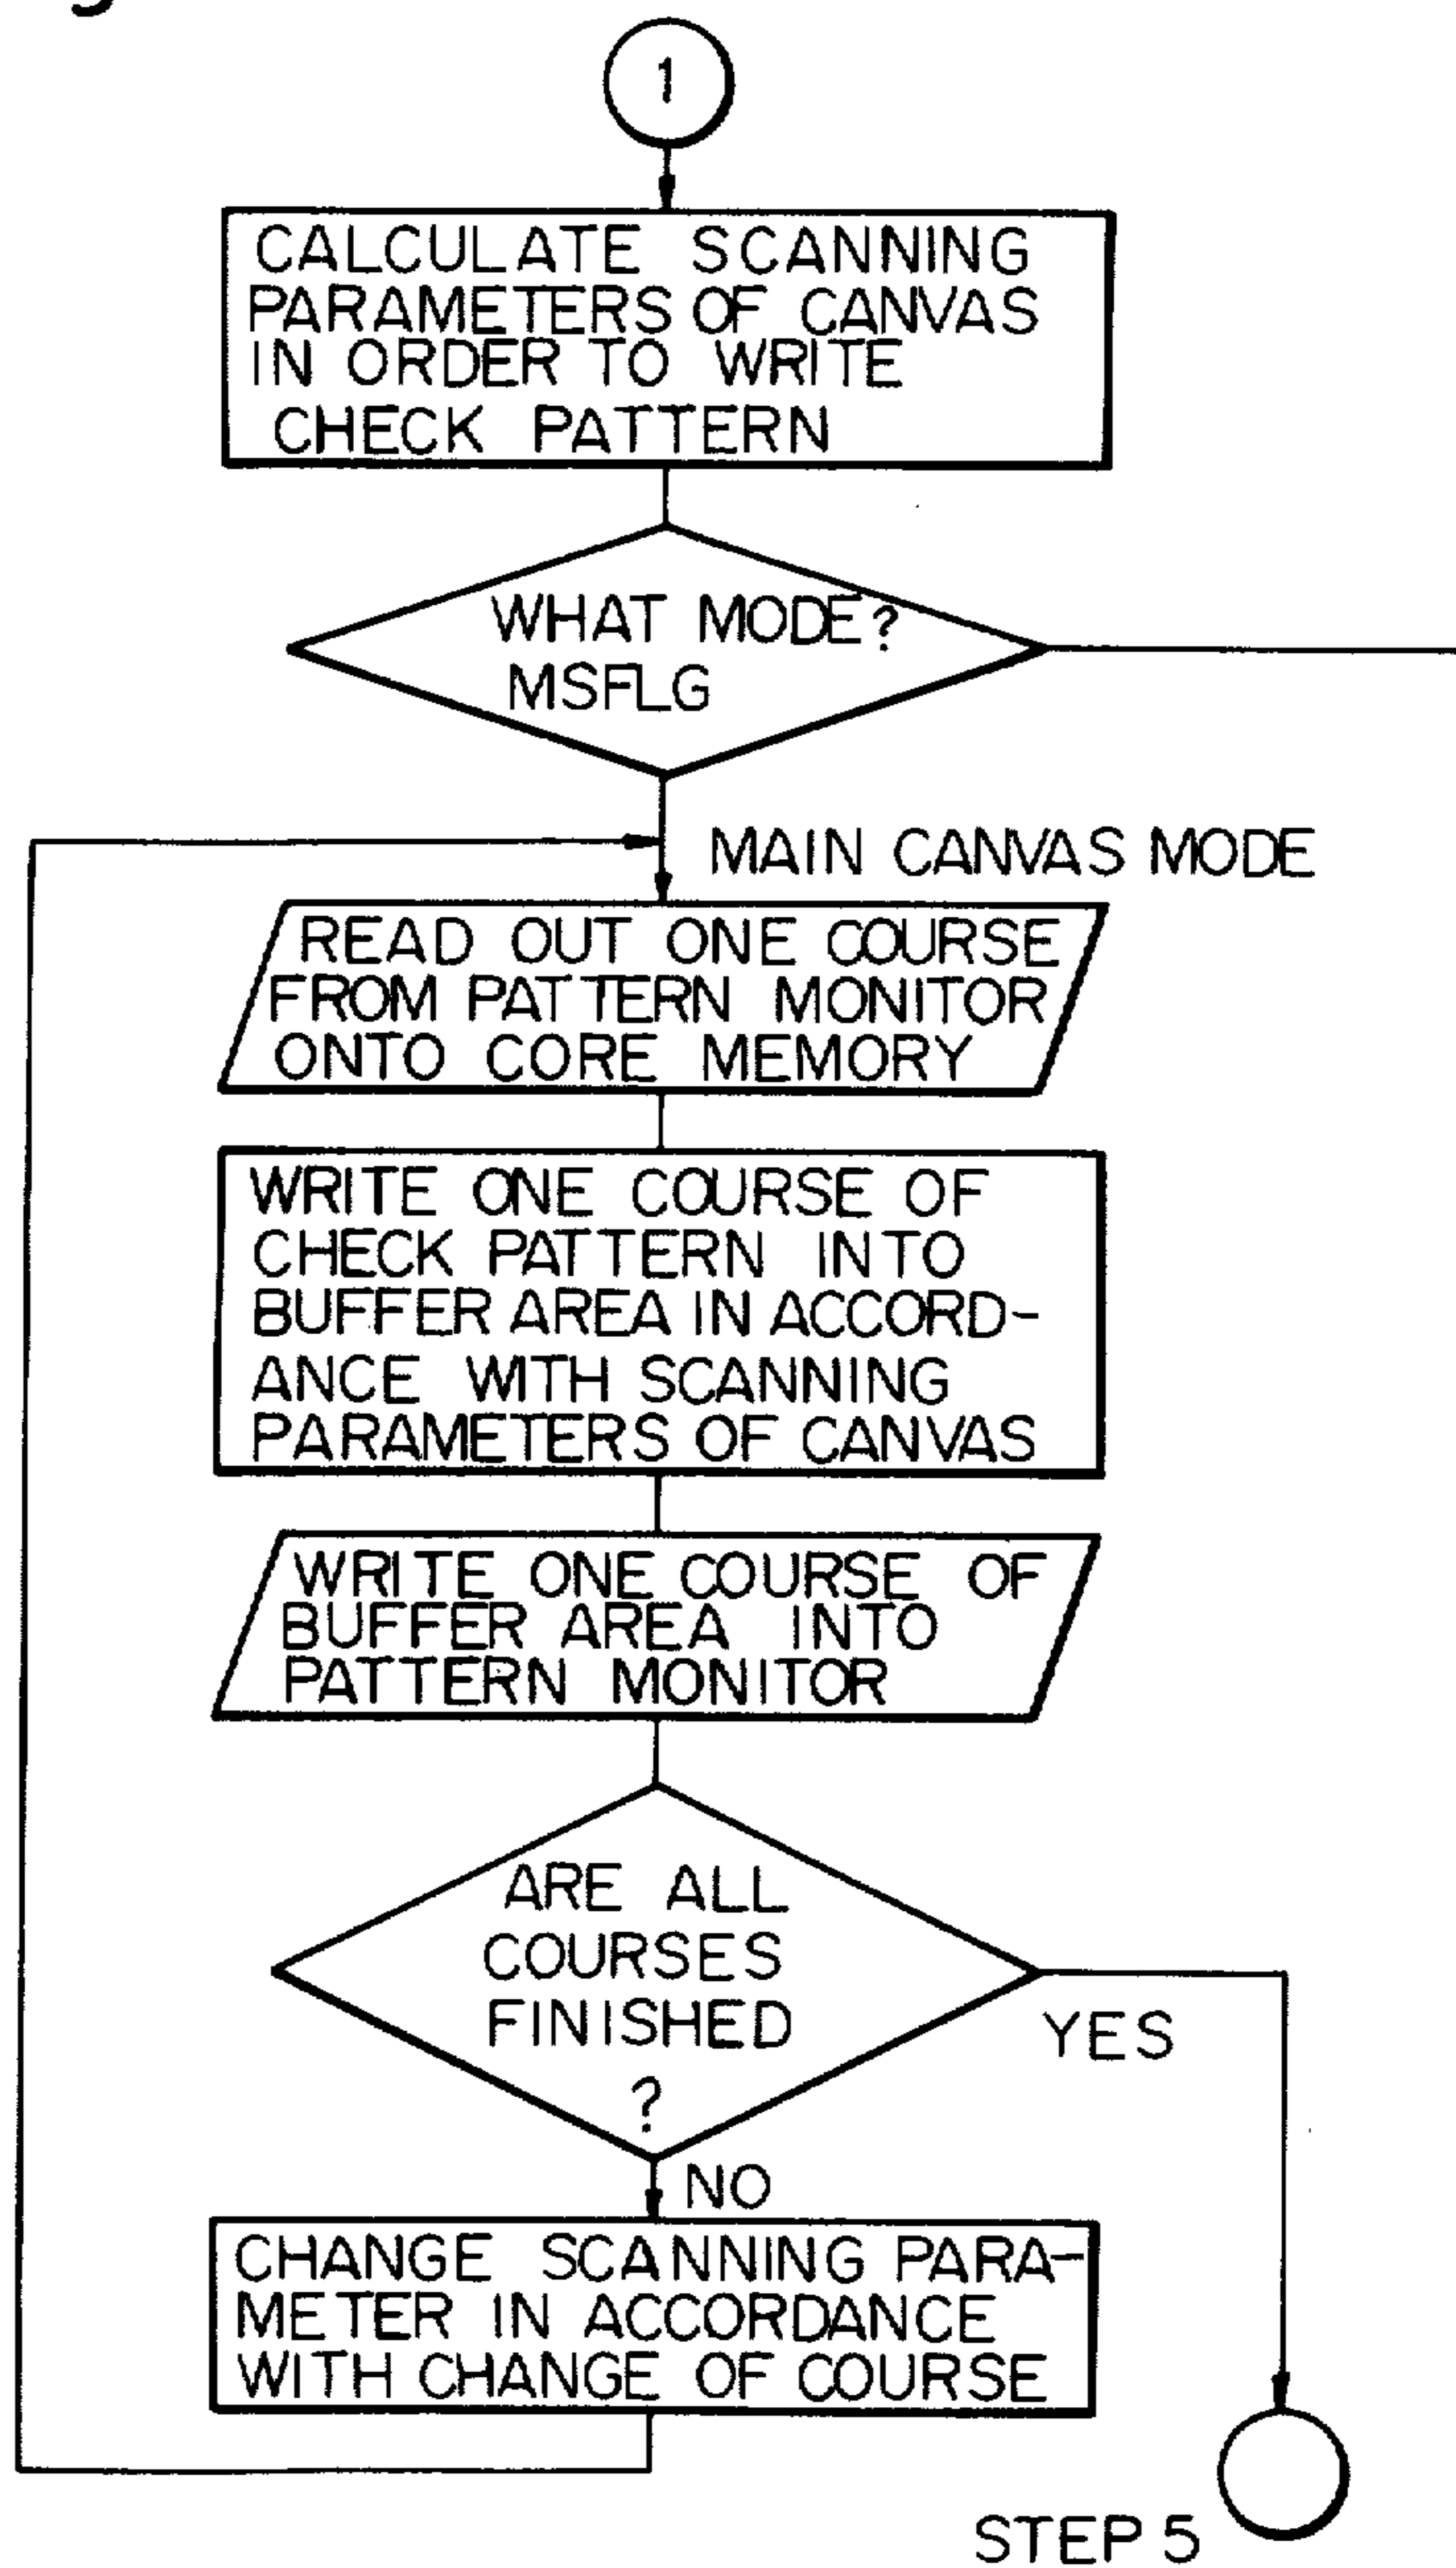 1
CALCULATE SCANNING
PARAMETERS OF CANVAS
IN ORDER TO WRITE
CHECK PATTERN
WHAT MODE?
MSFLG
MAIN CANVAS MODE
READ OUT ONE COURSE
FROM PATTERN MONITOR
ONTO CORE MEMORY
WRITE ONE COURSE OF
CHECK PATTERN INTO
BUFFER AREA IN ACCORD-
ANCE WITH SCANNING
PARAMETERS OF CANVAS
WRITE ONE COURSE OF
BUFFER AREA INTO
PATTERN MONITOR
ARE ALL
COURSES
FINISHED
?
YES
NO
CHANGE SCANNING PARA-
METER IN ACCORDANCE
WITH CHANGE OF COURSE
STEP 5